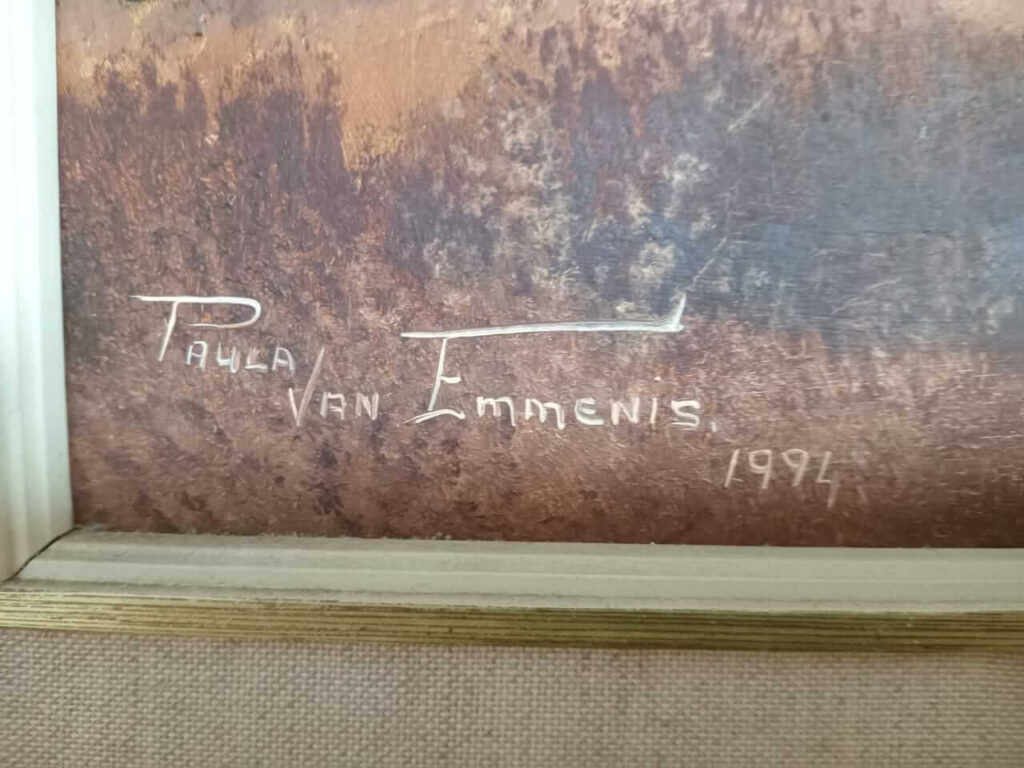 PAULA
VAN EMMENIS.
1994